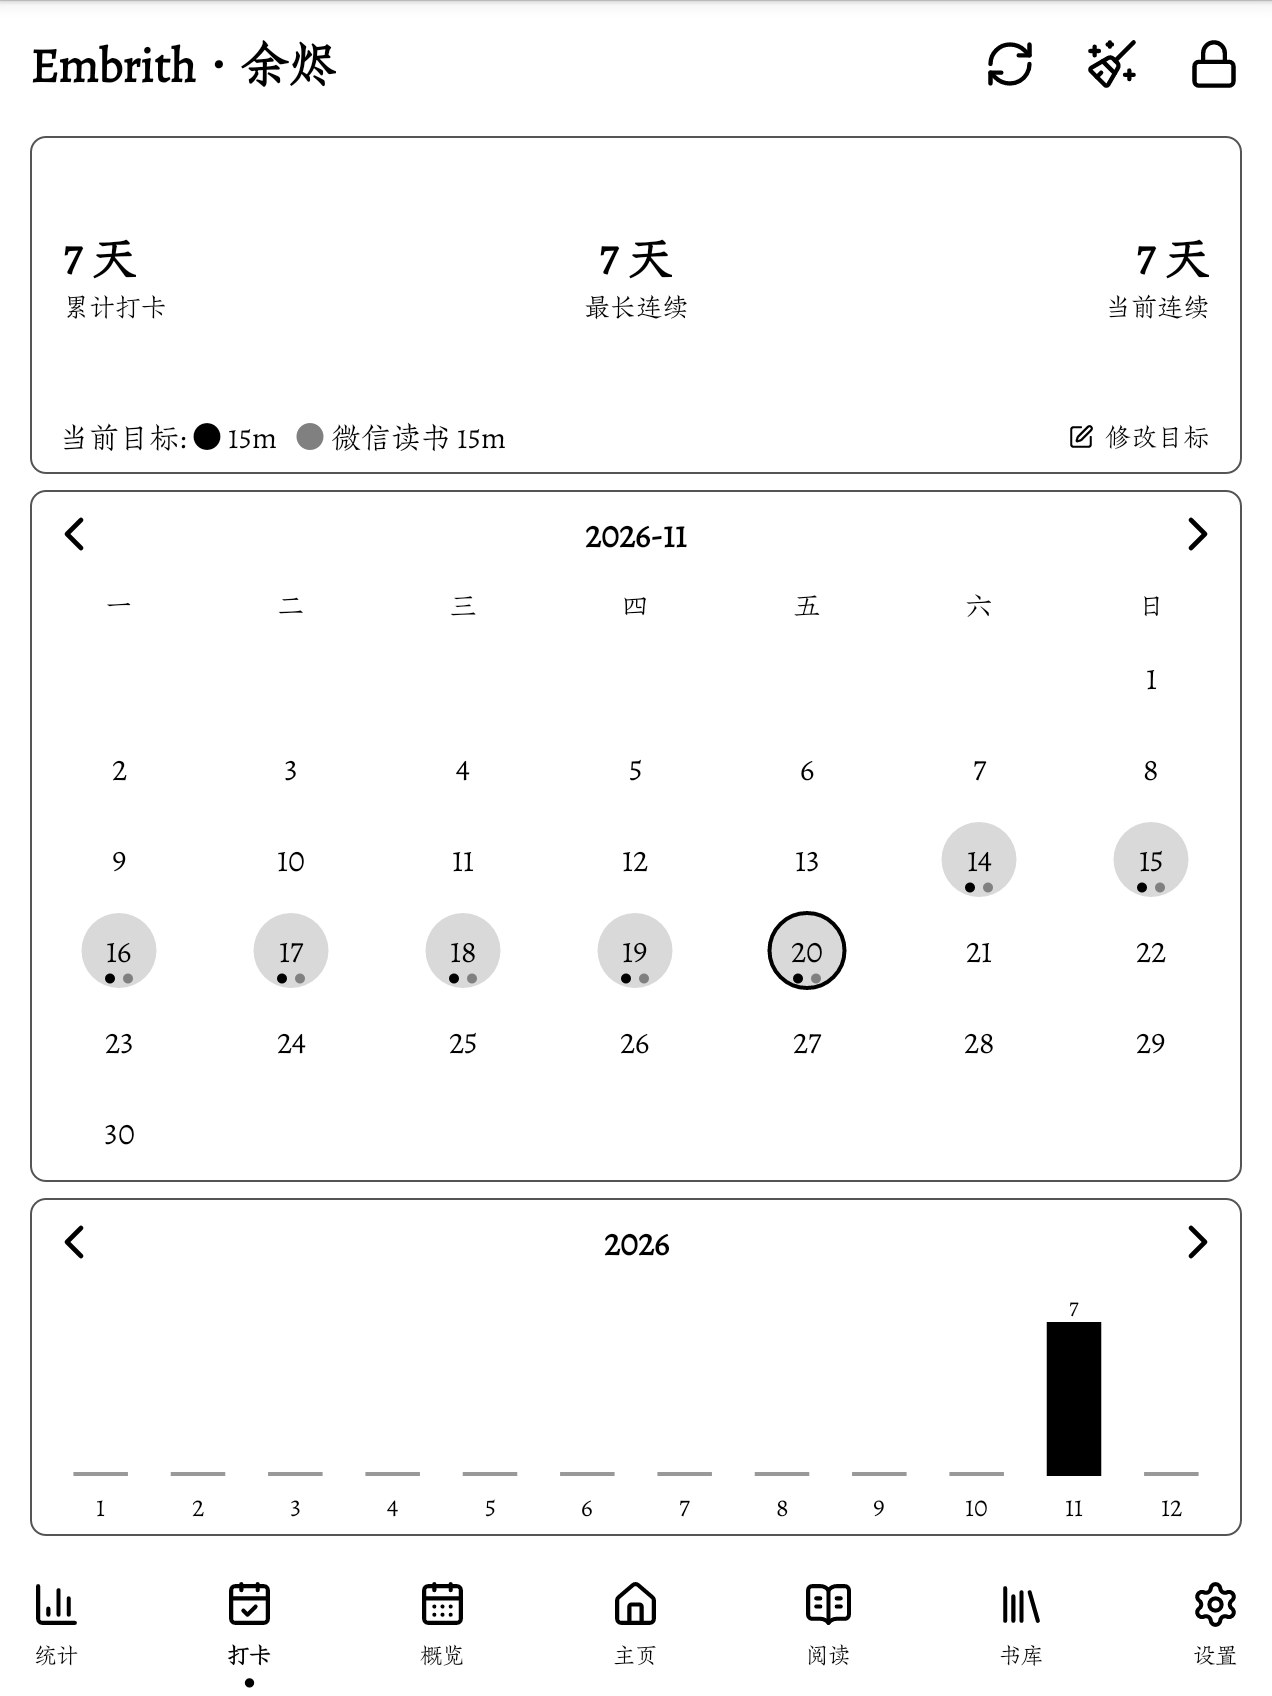 Embrith · 余烬
7 天 7 天 7 天
累计打卡 最长连续 当前连续
当前目标: 15m 微信读书 15m 修改目标
2026-11
一 二 三 四 五 六 日
1
2 3 4 5 6 7 8
9 10 11 12 13 14 15
16 17 18 19 20 21 22
23 24 25 26 27 28 29
30
2026
7
1 2 3 4 5 6 7 8 9 10 11 12
统计 打卡 概览 主页 阅读 书库 设置